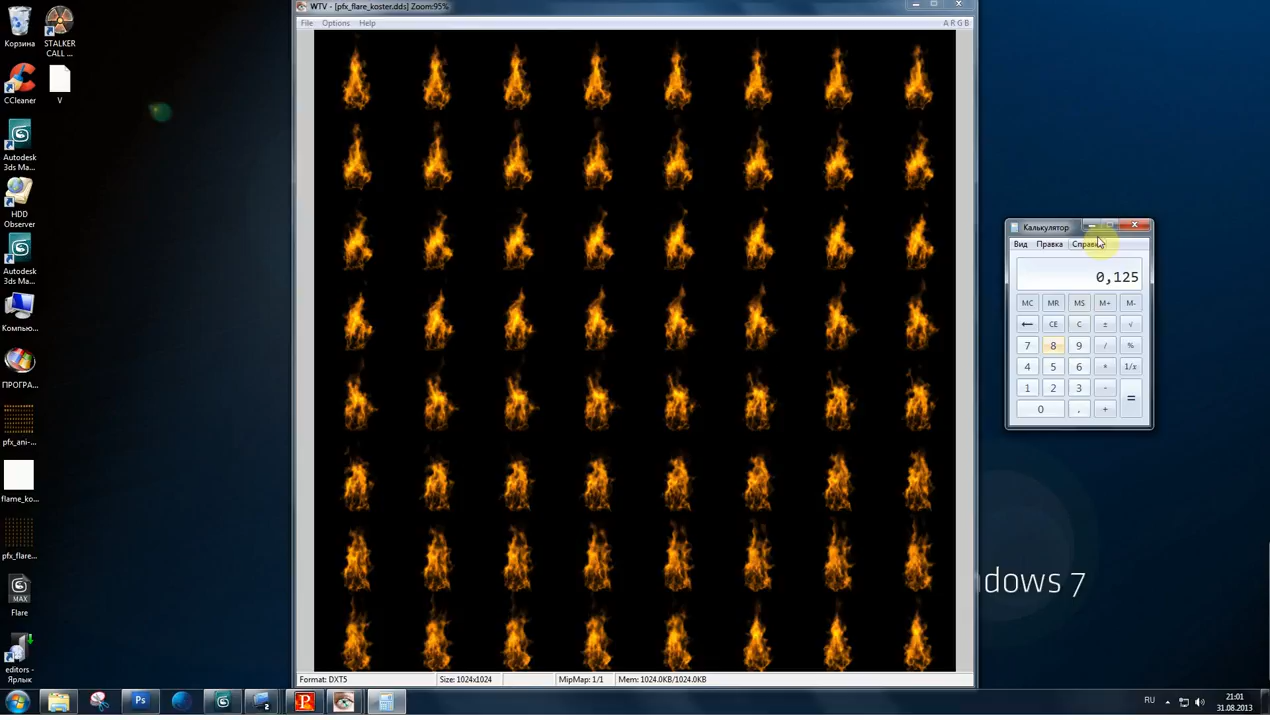 Корзина
STALKER
CALL ...
CCleaner
V
Autodesk
3ds Ma...
HDD
Observer
Autodesk
3ds Ma...
Компью...
ПРОГРА...
pfx_ani-...
flame_ko...
pfx_flare...
Flare
editors -
Ярлык
WTV - [pfx_flare_koster.dds] Zoom:95%
File Options Help
A R G B
Format: DXT5 Size: 1024x1024 MipMap: 1/1 Mem: 1024.0KB/1024.0KB
Калькулятор
Вид Правка Справка
0,125
MC MR MS M+ M-
← CE C ± √
7 8 9 / %
4 5 6 * 1/x
1 2 3 - =
0 , +
ndows 7
Ps
RU
21:01
31.08.2013